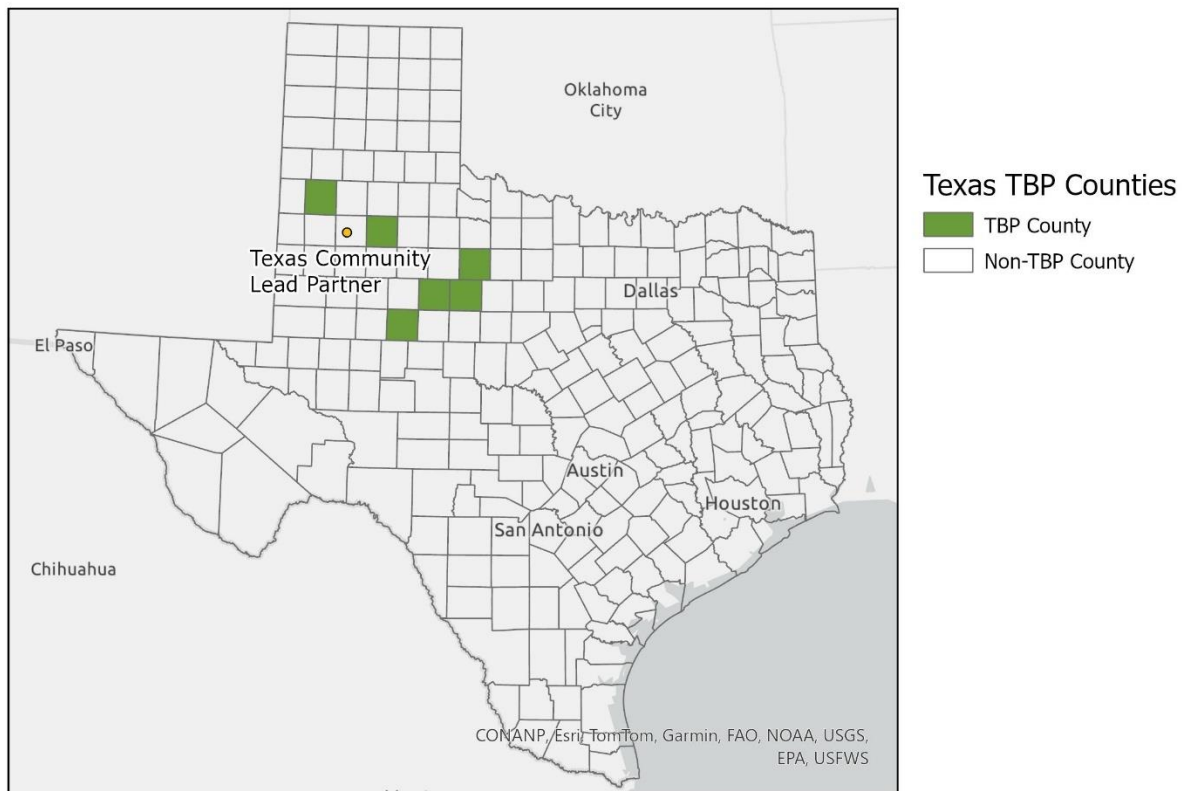 Oklahoma
City
Texas Community
Lead Partner
Dallas
El Paso
Austin
Houston
San Antonio
Chihuahua
CONANP, Esri, TomTom, Garmin, FAO, NOAA, USGS,
EPA, USFWS
Texas TBP Counties
TBP County
Non-TBP County